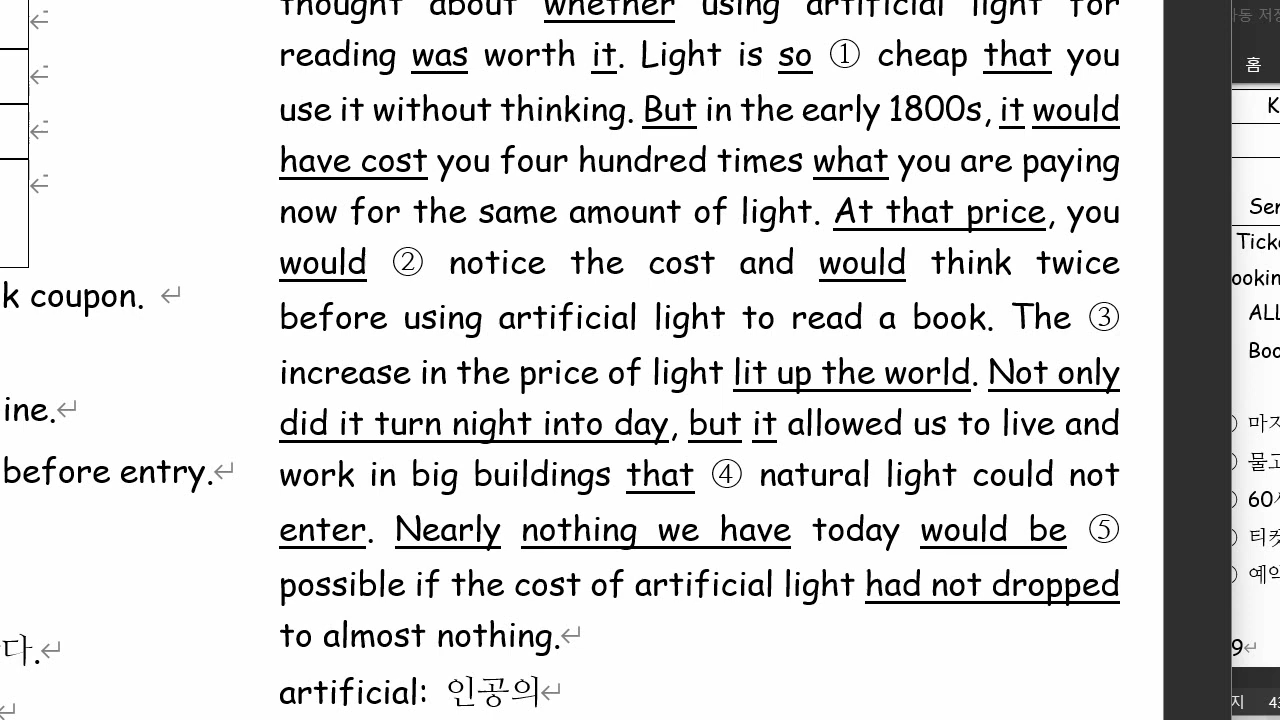 thought about whether using artificial light for
reading was worth it. Light is so ① cheap that you
use it without thinking. But in the early 1800s, it would
have cost you four hundred times what you are paying
now for the same amount of light. At that price, you
would ② notice the cost and would think twice
before using artificial light to read a book. The ③
increase in the price of light lit up the world. Not only
did it turn night into day, but it allowed us to live and
work in big buildings that ④ natural light could not
enter. Nearly nothing we have today would be ⑤
possible if the cost of artificial light had not dropped
to almost nothing.↵
artificial: 인공의↵
k coupon. ↵
ine.↵
before entry.↵
다.↵
홈
K
Ser
Ticke
ookin
ALL
Boo
마지
물고
60
티켓
예약
9↵
지 43